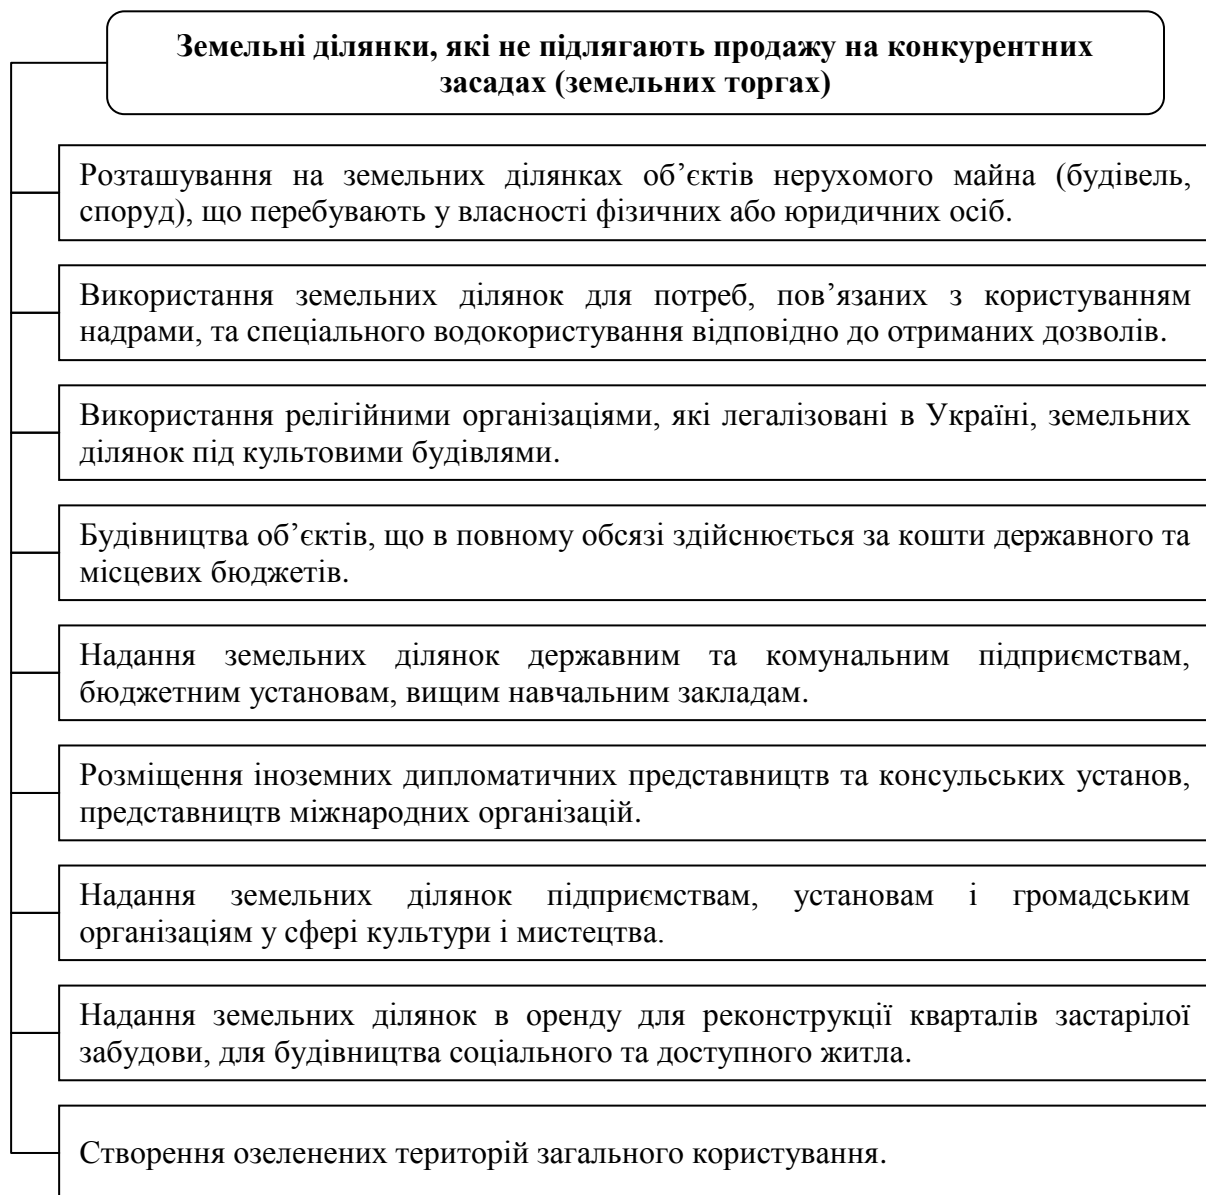 Земельні ділянки, які не підлягають продажу на конкурентних
засадах (земельних торгах)
Розташування на земельних ділянках об’єктів нерухомого майна (будівель,
споруд), що перебувають у власності фізичних або юридичних осіб.
Використання земельних ділянок для потреб, пов’язаних з користуванням
надрами, та спеціального водокористування відповідно до отриманих дозволів.
Використання релігійними організаціями, які легалізовані в Україні, земельних
ділянок під культовими будівлями.
Будівництва об’єктів, що в повному обсязі здійснюється за кошти державного та
місцевих бюджетів.
Надання земельних ділянок державним та комунальним підприємствам,
бюджетним установам, вищим навчальним закладам.
Розміщення іноземних дипломатичних представництв та консульських установ,
представництв міжнародних організацій.
Надання земельних ділянок підприємствам, установам і громадським
організаціям у сфері культури і мистецтва.
Надання земельних ділянок в оренду для реконструкції кварталів застарілої
забудови, для будівництва соціального та доступного житла.
Створення озеленених територій загального користування.